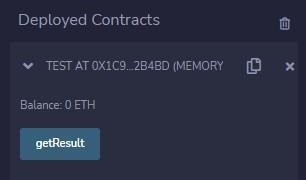 Deployed Contracts
TEST AT 0X1C9...2B4BD (MEMORY
Balance: 0 ETH
getResult